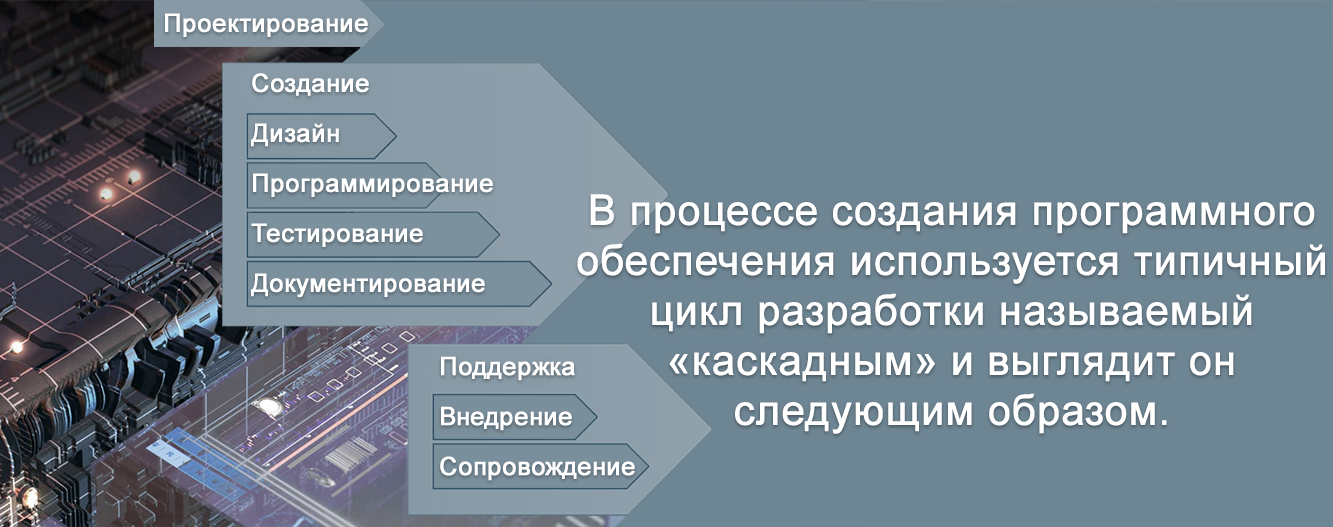 Проектирование
Создание
Дизайн
Программирование
Тестирование
Документирование
Поддержка
Внедрение
Сопровождение
В процессе создания программного
обеспечения используется типичный
цикл разработки называемый
«каскадным» и выглядит он
следующим образом.